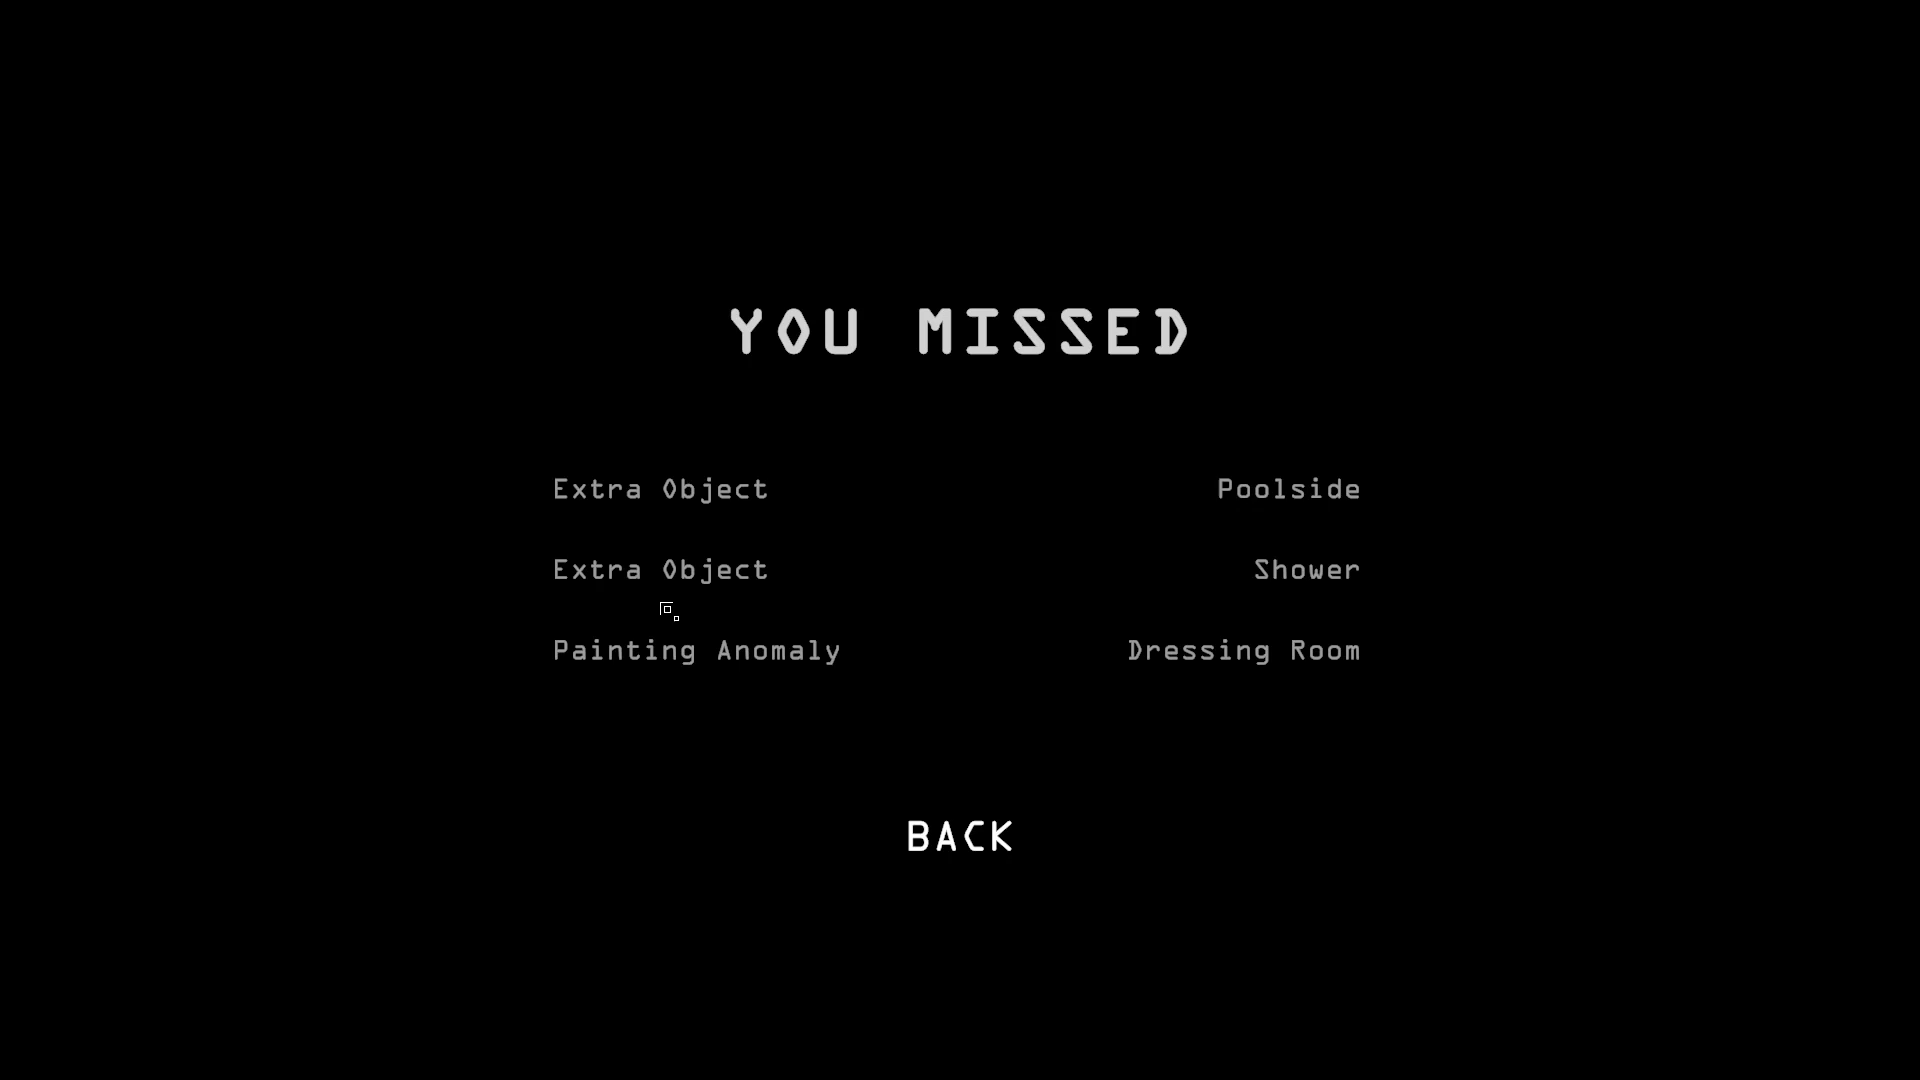 YOU MISSED
Extra Object Poolside
Extra Object Shower
Painting Anomaly Dressing Room
BACK